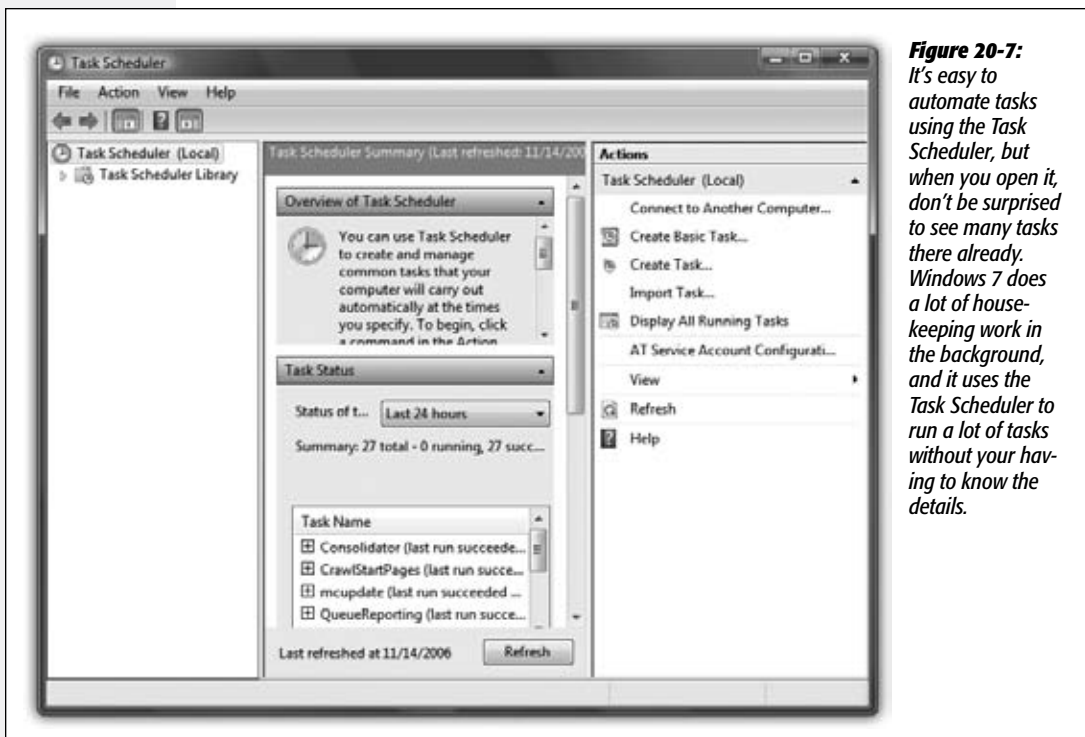 Task Scheduler
File Action View Help
Task Scheduler (Local)
Task Scheduler Library
Task Scheduler Summary (Last refreshed: 11/14/200
Overview of Task Scheduler
You can use Task Scheduler
to create and manage
common tasks that your
computer will carry out
automatically at the times
you specify. To begin, click
a command in the Action
Task Status
Status of t... Last 24 hours
Summary: 27 total - 0 running, 27 succ...
Task Name
Consolidator (last run succeede...
CrawlStartPages (last run succe...
mcupdate (last run succeeded ...
QueueReporting (last run succe...
Last refreshed at 11/14/2006 Refresh
Actions
Task Scheduler (Local)
Connect to Another Computer...
Create Basic Task...
Create Task...
Import Task...
Display All Running Tasks
AT Service Account Configurati...
View
Refresh
Help
Figure 20-7:
It's easy to
automate tasks
using the Task
Scheduler, but
when you open it,
don't be surprised
to see many tasks
there already.
Windows 7 does
a lot of house-
keeping work in
the background,
and it uses the
Task Scheduler to
run a lot of tasks
without your hav-
ing to know the
details.